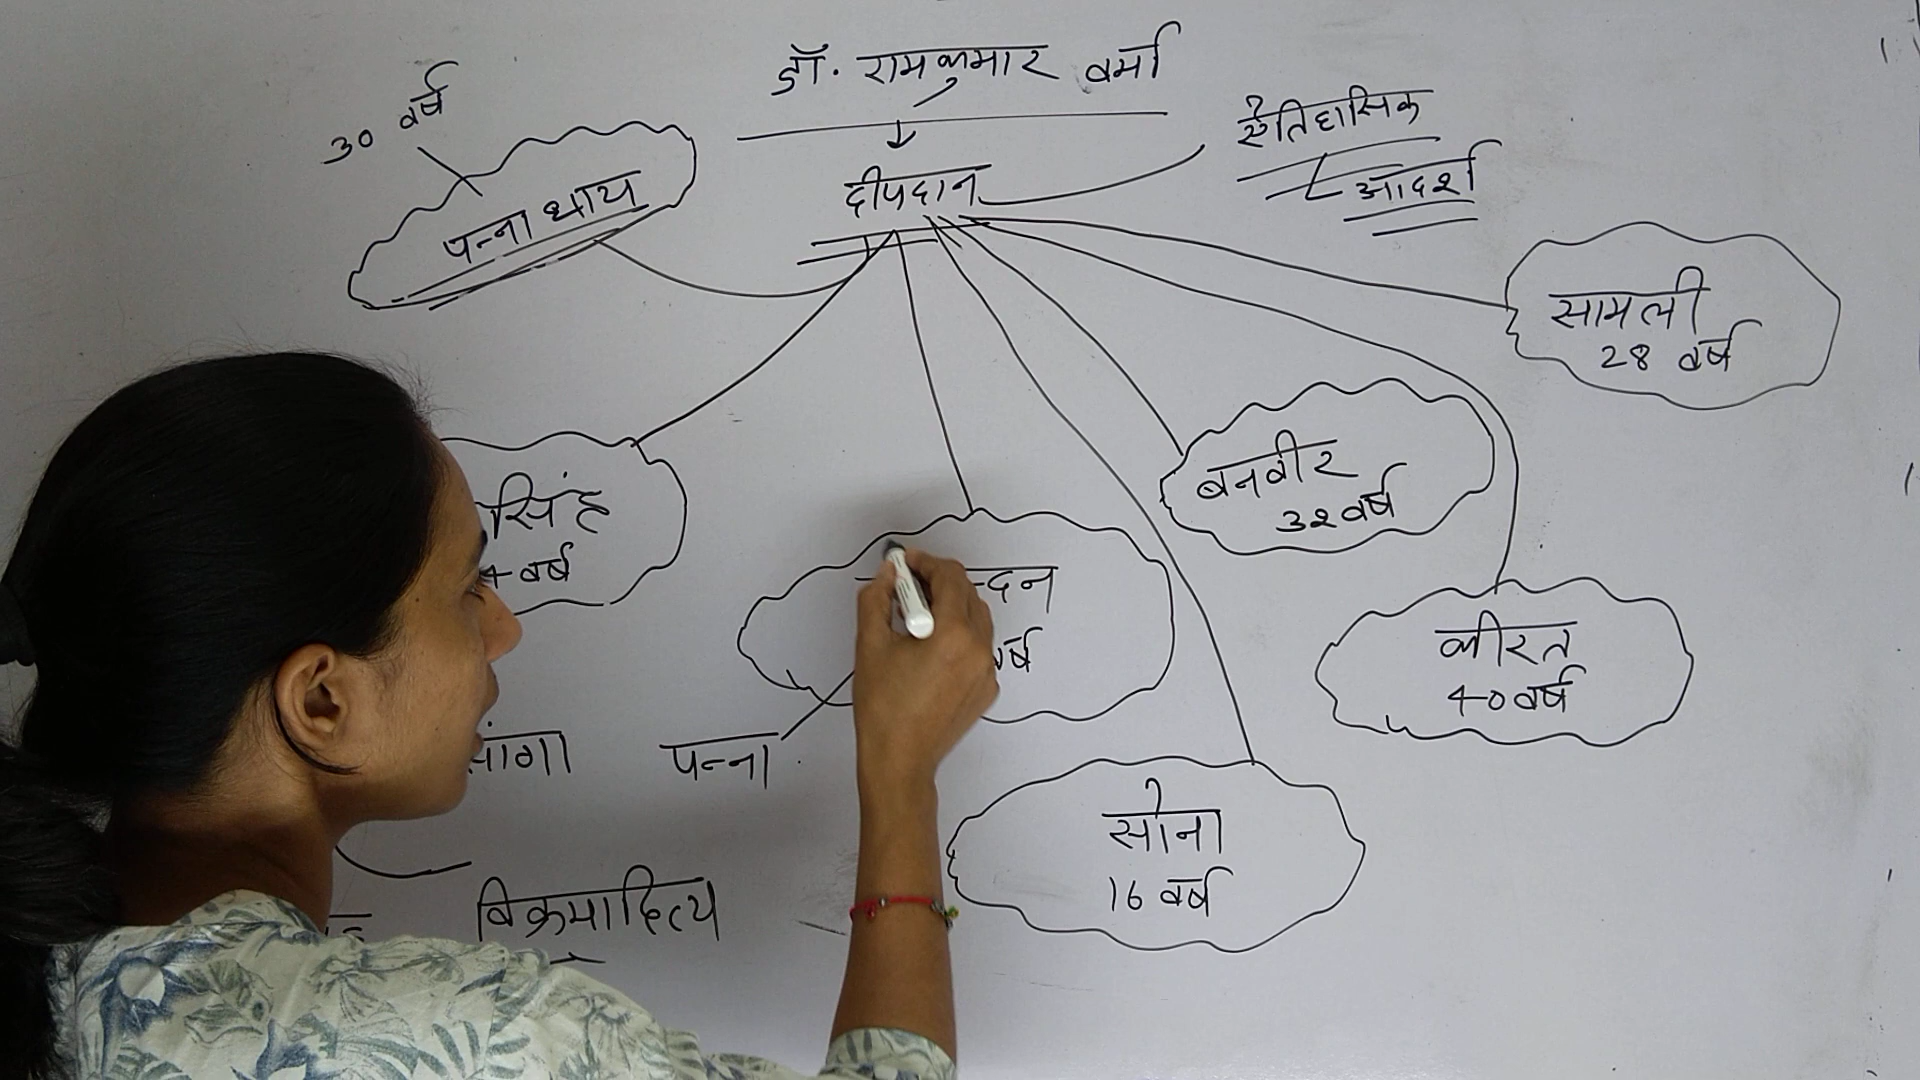 डॉ. रामकुमार वर्मा
30 वर्ष
ऐतिहासिक
आदर्श
पन्ना धाय
दीपदान
सामली
28 वर्ष
बनवीर
32 वर्ष
सिंह
वर्ष
कीरत
40 वर्ष
पन्ना
सोना
16 वर्ष
विक्रमादित्य